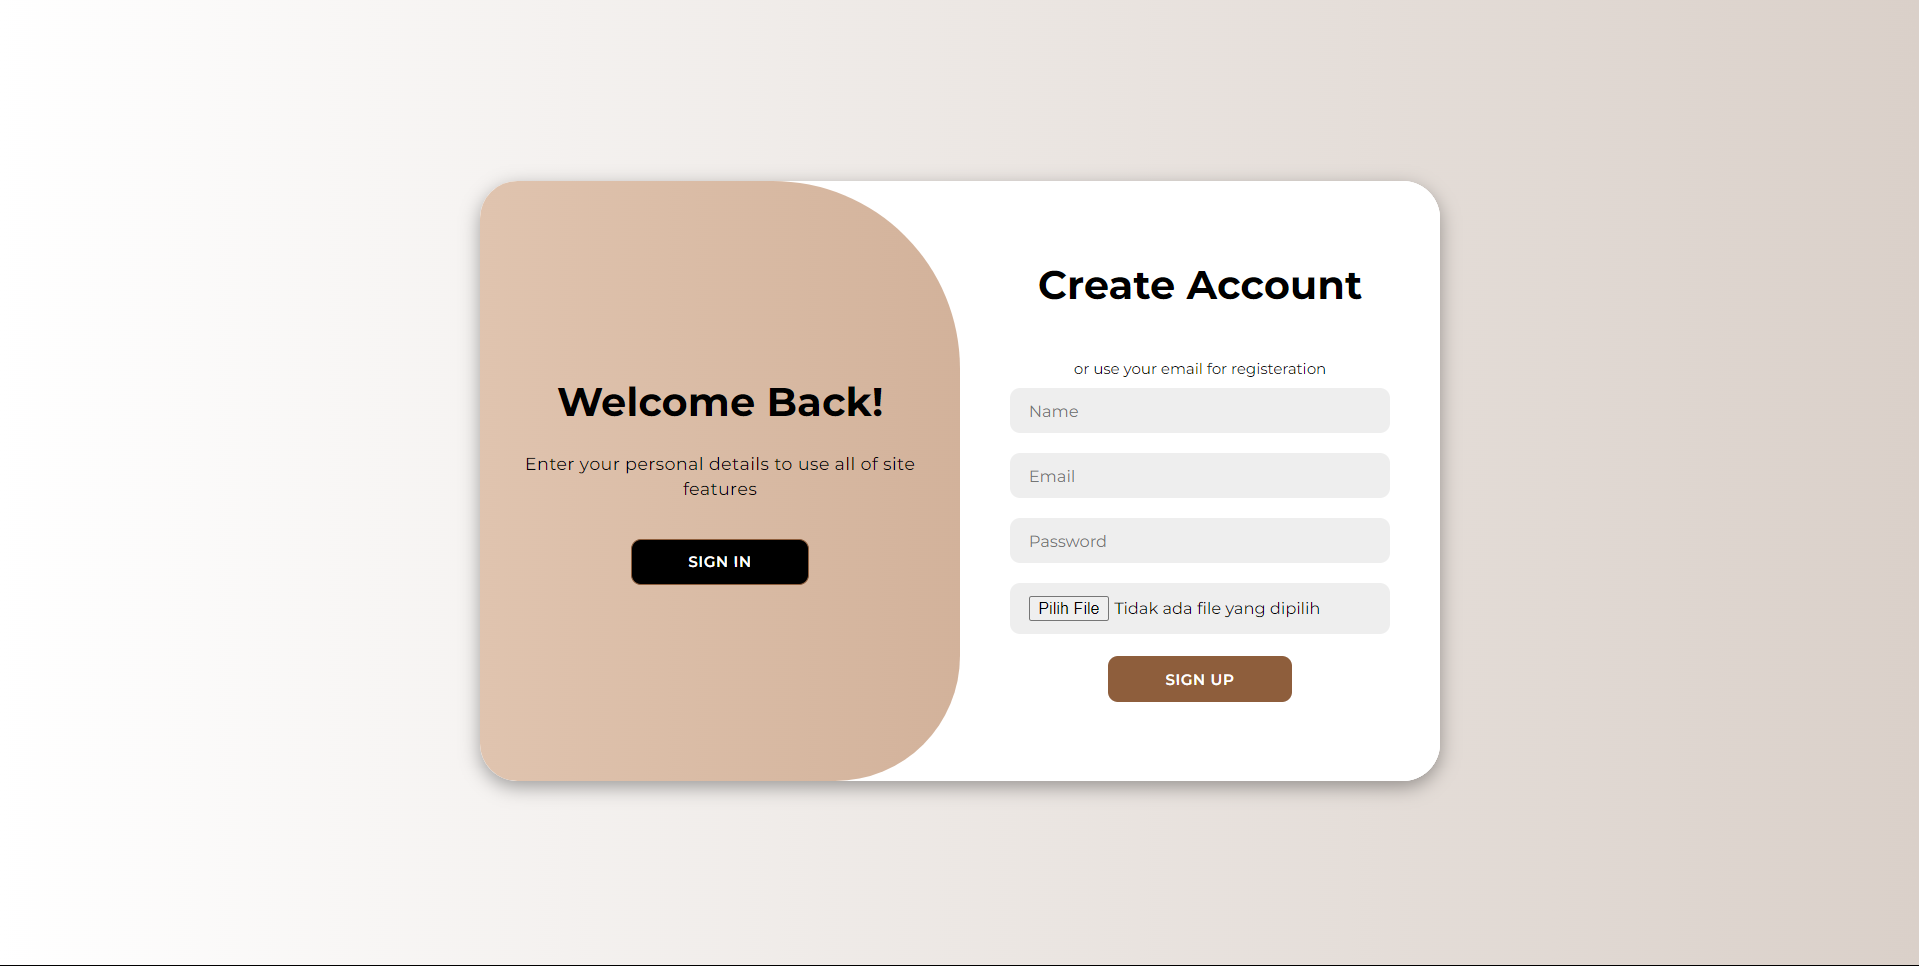 Welcome Back!
Enter your personal details to use all of site
features
SIGN IN
Create Account
or use your email for registeration
Name
Email
Password
Pilih File Tidak ada file yang dipilih
SIGN UP